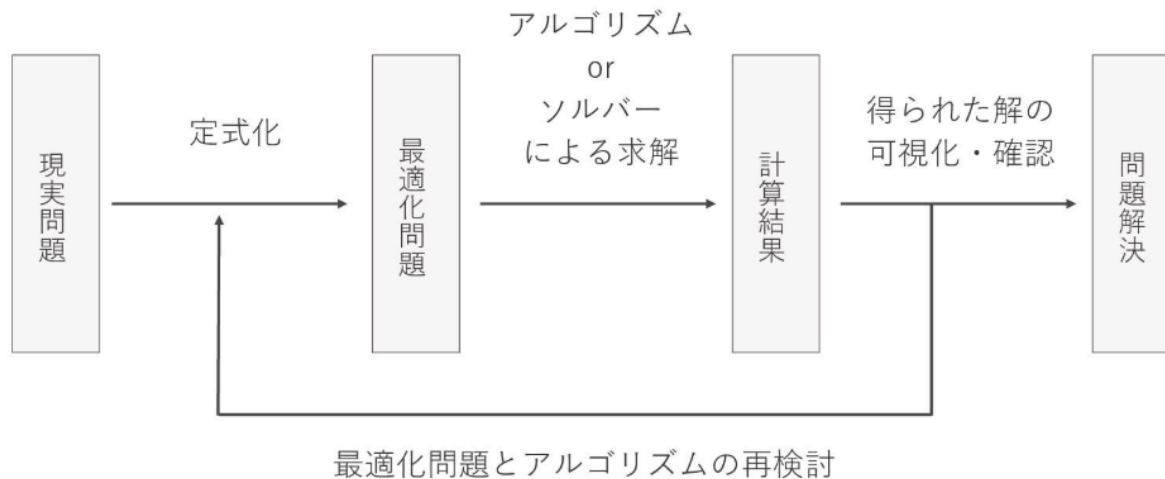 現実問題
定式化
最適化問題
アルゴリズム
or
ソルバー
による求解
計算結果
得られた解の
可視化・確認
問題解決
最適化問題とアルゴリズムの再検討